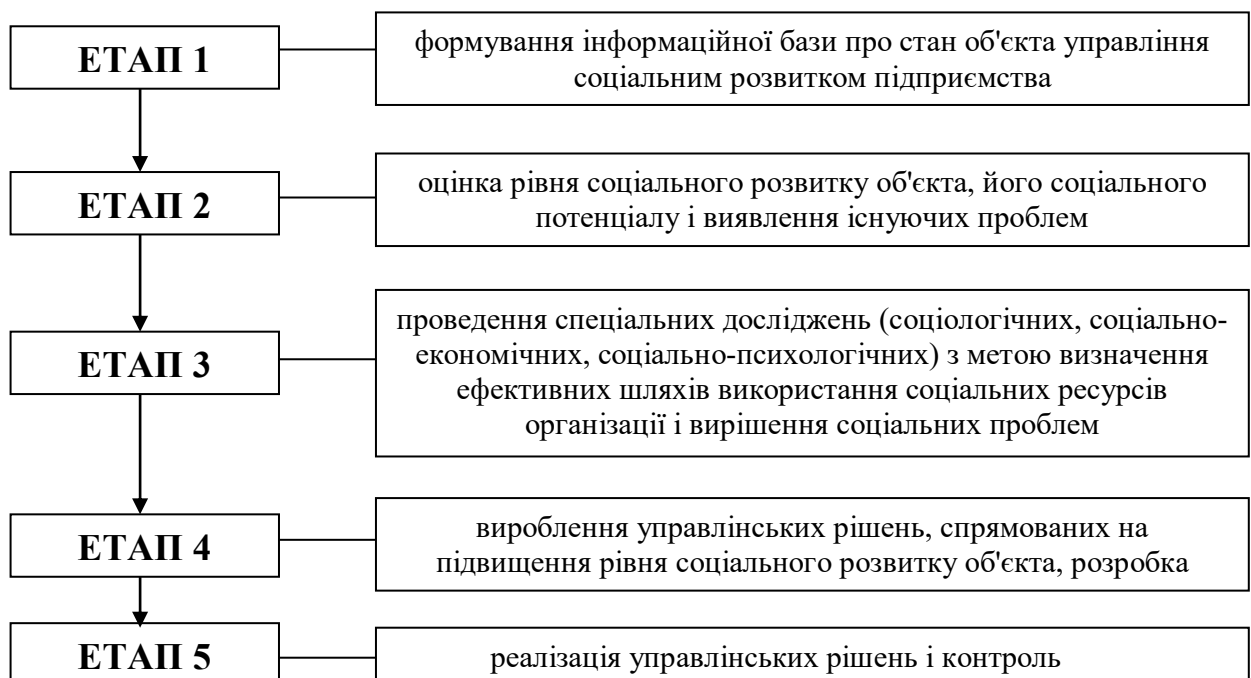 ЕТАП 1
формування інформаційної бази про стан об'єкта управління
соціальним розвитком підприємства
ЕТАП 2
оцінка рівня соціального розвитку об'єкта, його соціального
потенціалу і виявлення існуючих проблем
ЕТАП 3
проведення спеціальних досліджень (соціологічних, соціально-
економічних, соціально-психологічних) з метою визначення
ефективних шляхів використання соціальних ресурсів
організації і вирішення соціальних проблем
ЕТАП 4
вироблення управлінських рішень, спрямованих на
підвищення рівня соціального розвитку об'єкта, розробка
ЕТАП 5
реалізація управлінських рішень і контроль